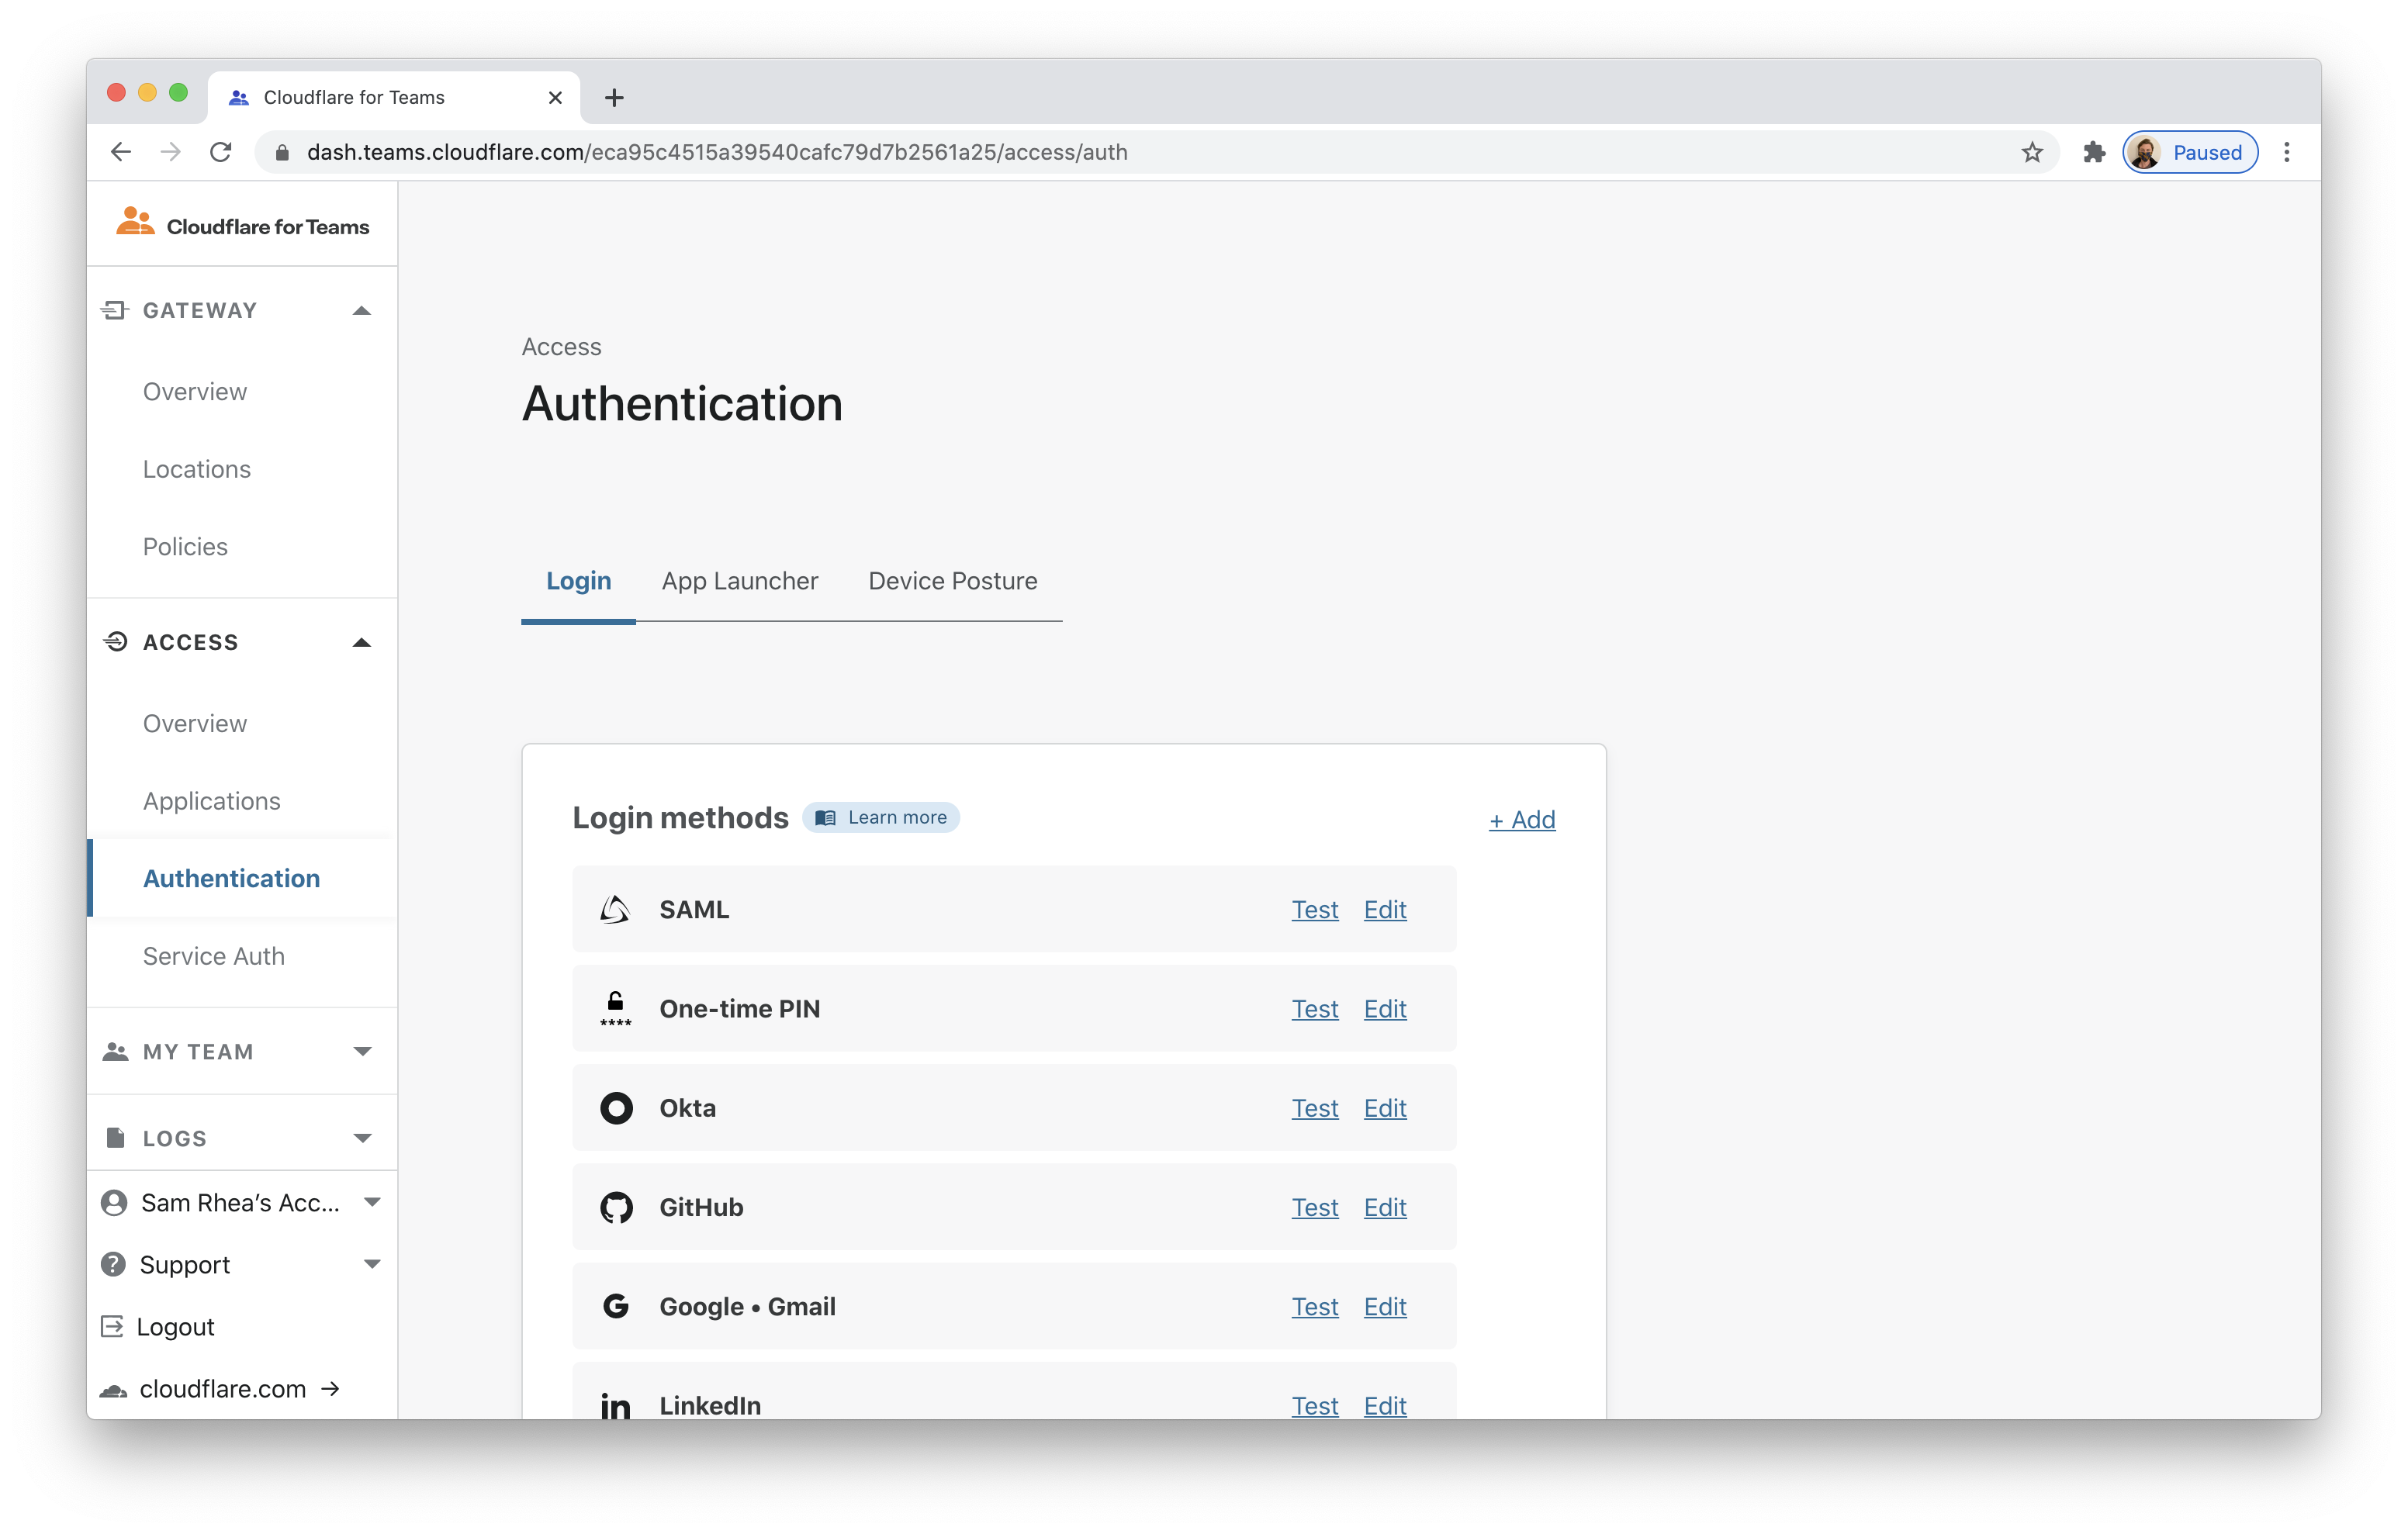 Cloudflare for Teams
dash.teams.cloudflare.com/eca95c4515a39540cafc79d7b2561a25/access/auth
Paused
Cloudflare for Teams
GATEWAY
Overview
Locations
Policies
ACCESS
Overview
Applications
Authentication
Service Auth
MY TEAM
LOGS
Sam Rhea’s Acc...
Support
Logout
cloudflare.com →
Access
Authentication
Login App Launcher Device Posture
Login methods Learn more + Add
SAML Test Edit
**** One-time PIN Test Edit
Okta Test Edit
GitHub Test Edit
G Google • Gmail Test Edit
in LinkedIn Test Edit